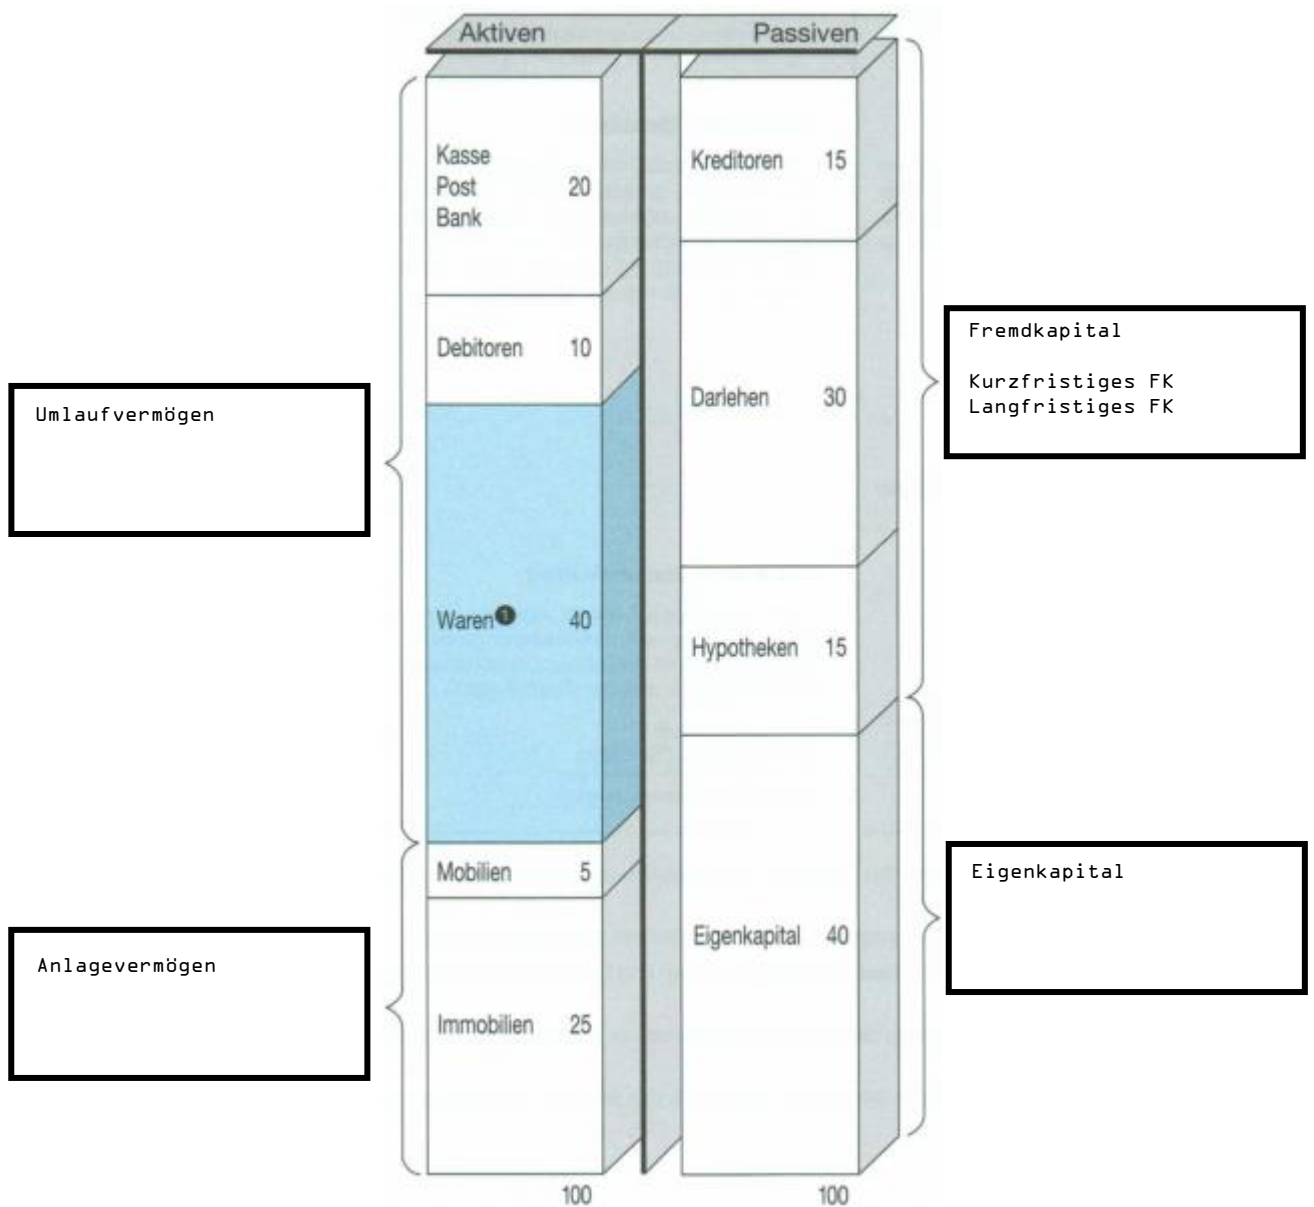 Aktiven Passiven
Kasse
Post 20
Bank
Debitoren 10
Waren 1 40
Mobilien 5
Immobilien 25
100
Kreditoren 15
Darlehen 30
Hypotheken 15
Eigenkapital 40
100
Umlaufvermögen
Anlagevermögen
Fremdkapital
Kurzfristiges FK
Langfristiges FK
Eigenkapital